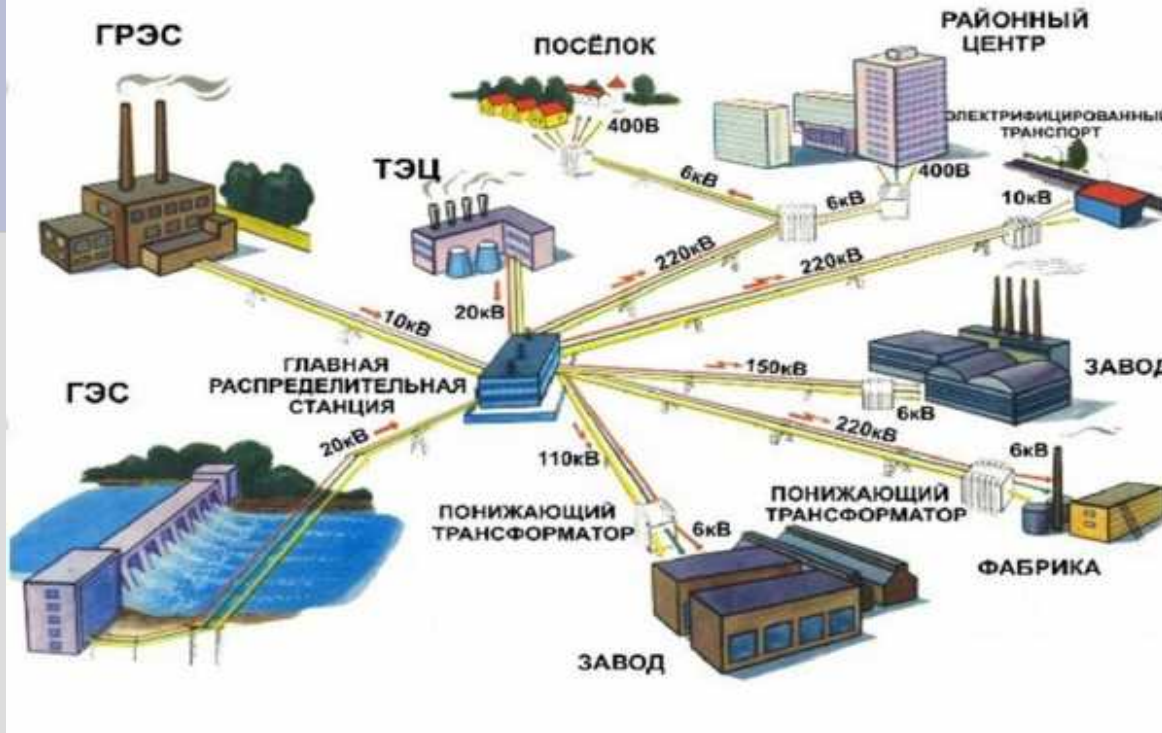 ГРЭС
ПОСЁЛОК
РАЙОННЫЙ
ЦЕНТР
400В
ЭЛЕКТРИФИЦИРОВАННЫЙ
ТРАНСПОРТ
ТЭЦ
6кВ
6кВ
400В
10кВ
220кВ
220кВ
20кВ
10кВ
ГЛАВНАЯ
РАСПРЕДЕЛИТЕЛЬНАЯ
СТАНЦИЯ
150кВ
ЗАВОД
6кВ
ГЭС
20кВ
220кВ
6кВ
110кВ
ПОНИЖАЮЩИЙ
ТРАНСФОРМАТОР
6кВ
ПОНИЖАЮЩИЙ
ТРАНСФОРМАТОР
ФАБРИКА
ЗАВОД